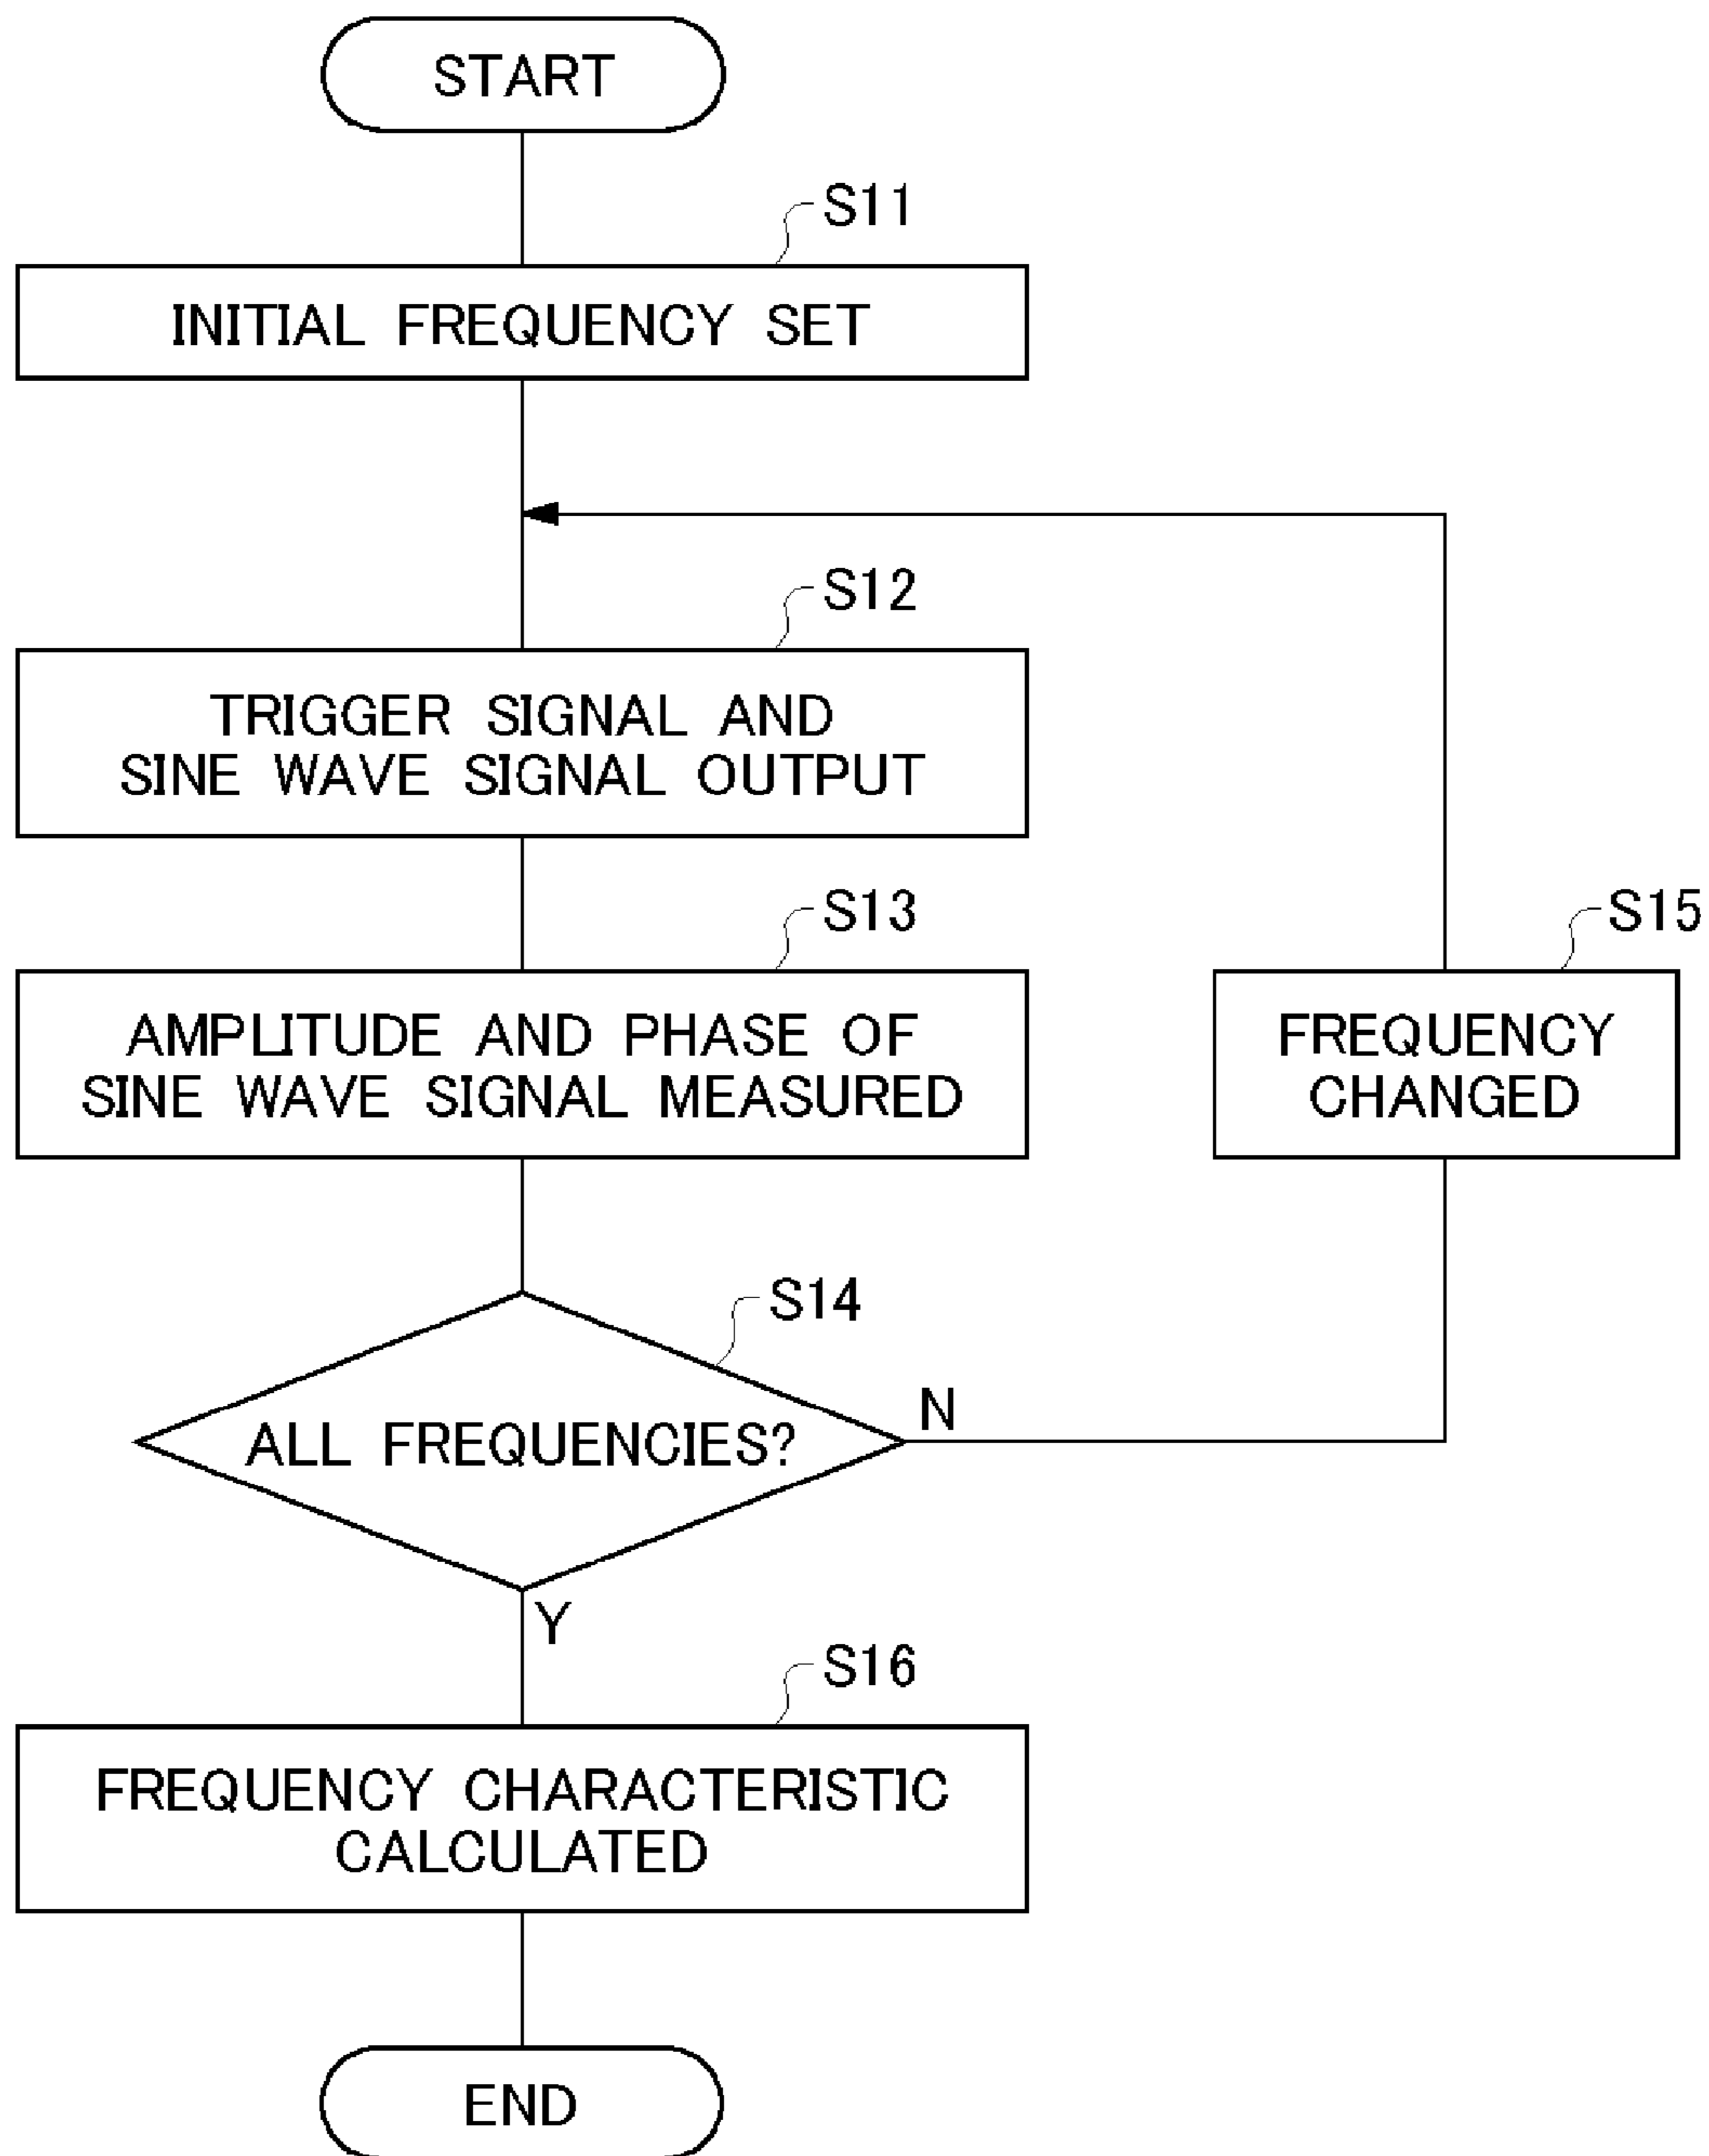 START
S11
INITIAL FREQUENCY SET
S12
TRIGGER SIGNAL AND
SINE WAVE SIGNAL OUTPUT
S13
AMPLITUDE AND PHASE OF
SINE WAVE SIGNAL MEASURED
S15
FREQUENCY
CHANGED
S14
ALL FREQUENCIES?
N
Y
S16
FREQUENCY CHARACTERISTIC
CALCULATED
END